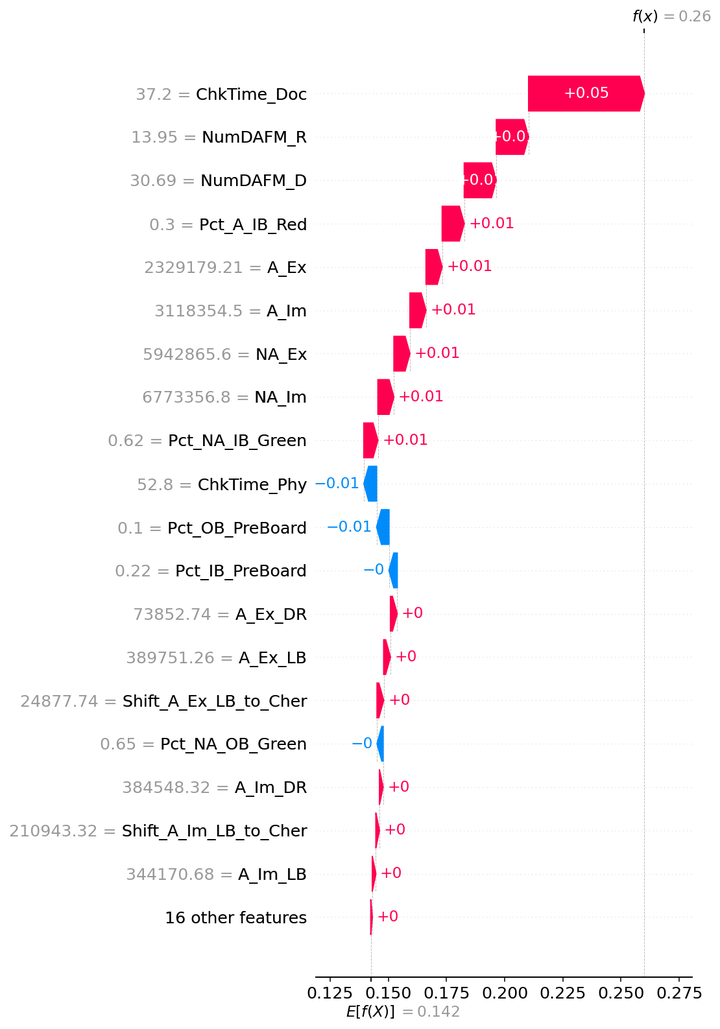 f(x) = 0.26
37.2 = ChkTime_Doc +0.05
13.95 = NumDAFM_R +0.0
30.69 = NumDAFM_D +0.0
0.3 = Pct_A_IB_Red +0.01
2329179.21 = A_Ex +0.01
3118354.5 = A_Im +0.01
5942865.6 = NA_Ex +0.01
6773356.8 = NA_Im +0.01
0.62 = Pct_NA_IB_Green +0.01
52.8 = ChkTime_Phy −0.01
0.1 = Pct_OB_PreBoard −0.01
0.22 = Pct_IB_PreBoard −0
73852.74 = A_Ex_DR +0
389751.26 = A_Ex_LB +0
24877.74 = Shift_A_Ex_LB_to_Cher +0
0.65 = Pct_NA_OB_Green −0
384548.32 = A_Im_DR +0
210943.32 = Shift_A_Im_LB_to_Cher +0
344170.68 = A_Im_LB +0
16 other features +0
0.125 0.150 0.175 0.200 0.225 0.250 0.275
E[f(X)] = 0.142